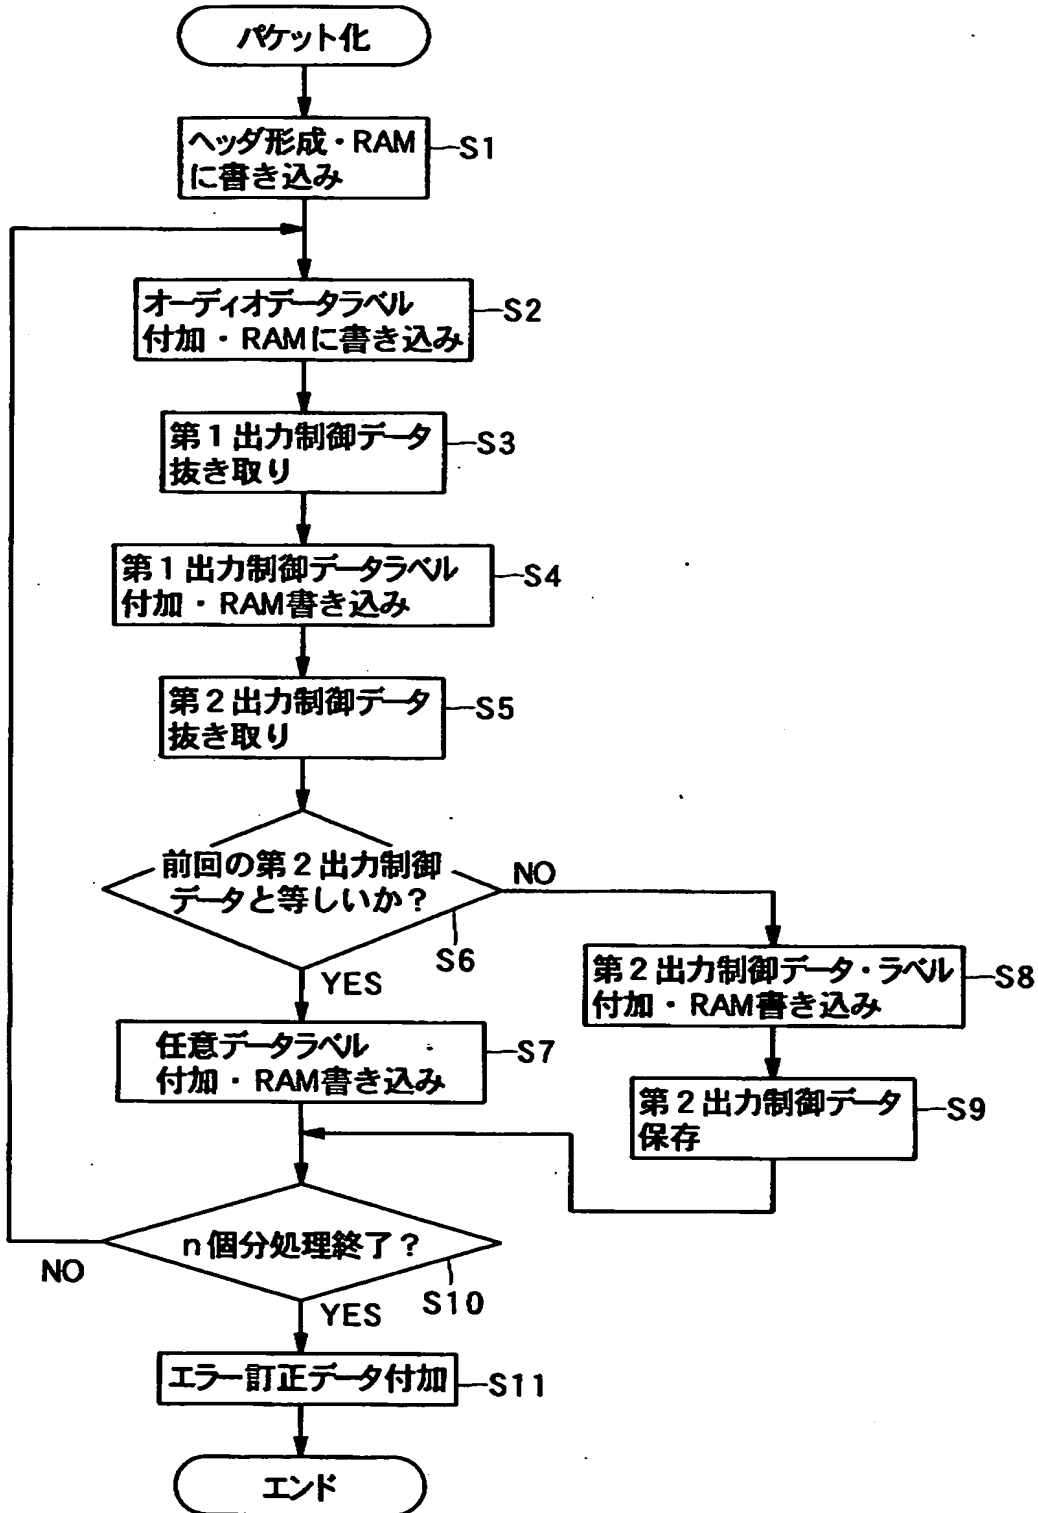 パケット化
ヘッダ形成・RAM
に書き込み
S1
オーディオデータラベル
付加・RAMに書き込み
S2
第1出力制御データ
抜き取り
S3
第1出力制御データラベル
付加・RAM書き込み
S4
第2出力制御データ
抜き取り
S5
前回の第2出力制御
データと等しいか?
S6
NO
YES
第2出力制御データ・ラベル
付加・RAM書き込み
S8
任意データラベル
付加・RAM書き込み
S7
第2出力制御データ
保存
S9
n個分処理終了?
S10
NO
YES
エラー訂正データ付加
S11
エンド